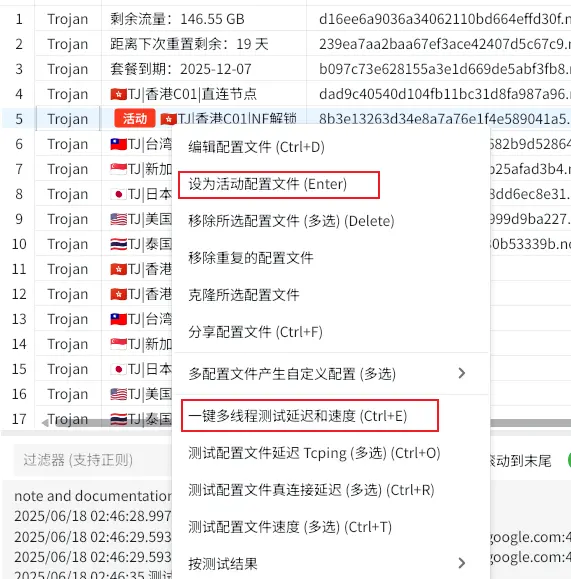 1 Trojan 剩余流量：146.55 GB d16ee6a9036a34062110bd664effd30f.n
2 Trojan 距离下次重置剩余：19 天 239ea7aa2baa67ef3ace42407d5c67c9.n
3 Trojan 套餐到期：2025-12-07 b097c73e628155a3e1d669de5abf3fb8.n
4 Trojan 🇭🇰TJ|香港C01|直连节点 dad9c40540d104fb11bc31d8fa987a96.n
5 Trojan 活动 🇭🇰TJ|香港C01|NF解锁 8b3e13263d34e8a7a76e1f4e589041a5.
编辑配置文件 (Ctrl+D)
6 Trojan 🇹🇼TJ|台湾 582b9d52864
设为活动配置文件 (Enter)
7 Trojan 🇸🇬TJ|新加 b25afad3b4.n
8 Trojan 🇯🇵TJ|日本 8dd6ec8e31.
移除所选配置文件 (多选) (Delete)
9 Trojan 🇺🇸TJ|美国 999d9ba227.
10 Trojan 🇹🇭TJ|泰国 80b53339b.n
移除重复的配置文件
11 Trojan 🇭🇰TJ|香港
12 Trojan 🇭🇰TJ|香港
克隆所选配置文件
13 Trojan 🇹🇼TJ|台湾
分享配置文件 (Ctrl+F)
14 Trojan 🇸🇬TJ|新加
15 Trojan 🇯🇵TJ|日本
多配置文件产生自定义配置 (多选)
16 Trojan 🇺🇸TJ|美国
17 Trojan 🇹🇭TJ|泰国
一键多线程测试延迟和速度 (Ctrl+E)
测试配置文件延迟 Tcping (多选) (Ctrl+O)
过滤器 (支持正则) 滚动到末尾
测试配置文件真连接延迟 (多选) (Ctrl+R)
note and documentation
2025/06/18 02:46:28.997
测试配置文件速度 (多选) (Ctrl+T)
2025/06/18 02:46:29.593 google.com:4
2025/06/18 02:46:29.593 google.com:4
按测试结果
2025/06/18 02:46:35 测试